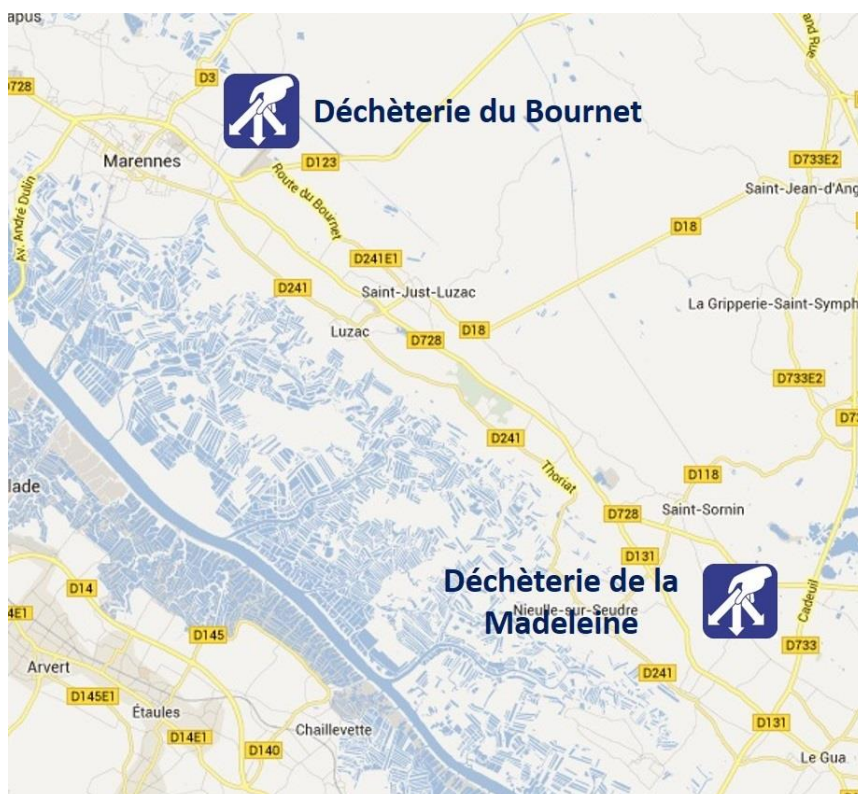 apus
D3
D728
Déchèterie du Bournet
and Rue
Marennes
D123
D733E2
Route du Bournet
Saint-Jean-d'Ang
Av. André Dulin
D18
D241E1
D241
Saint-Just-Luzac
La Gripperie-Saint-Symph
Luzac
D18
D728
D733E2
D7
D241
Thoriat
D118
lade
D728
Saint-Sornin
D131
Déchèterie de la
Madeleine
Nieulle-sur-Seudre
Cadeuil
D14
4E1
D145
D733
Arvert
D241
D145E1
Étaules
D131
Chaillevette
D14E1
D140
Le Gua